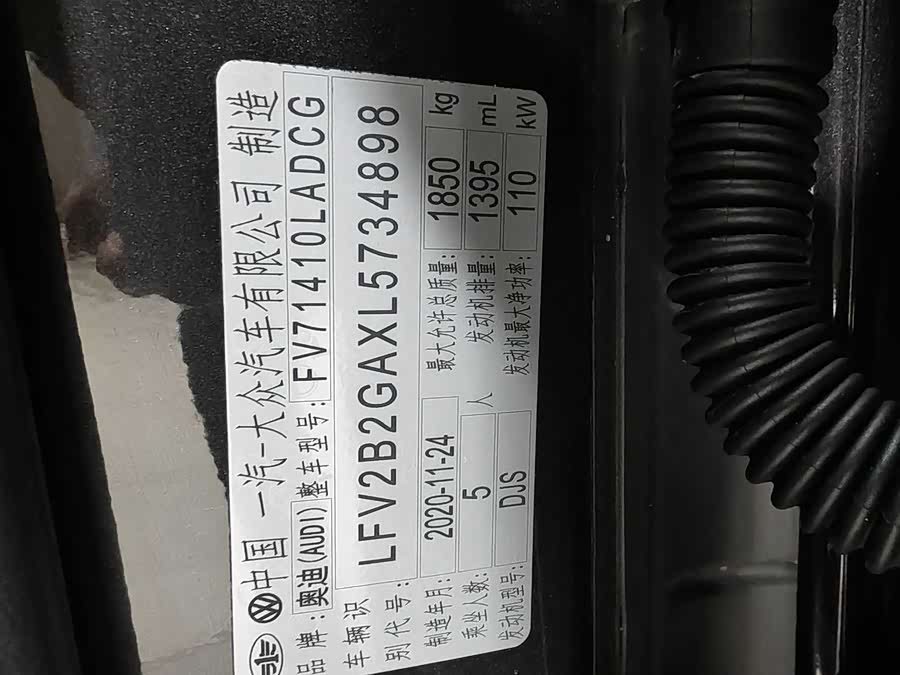 中国 一汽-大众汽车有限公司 制造
品牌: 奥迪(AUDI) 整车型号: FV71410LADCG
车辆识别代号: LFV2B2GAXL5734898
制造年月: 2020-11-24 最大允许总质量: 1850 kg
乘坐人数: 5 人 发动机排量: 1395 mL
发动机型号: DJS 发动机最大净功率: 110 kW